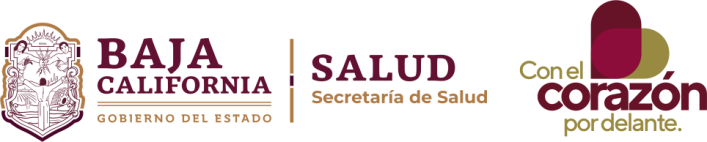 BAJA
CALIFORNIA
GOBIERNO DEL ESTADO
SALUD
Secretaría de Salud
Con el
corazón
por delante.